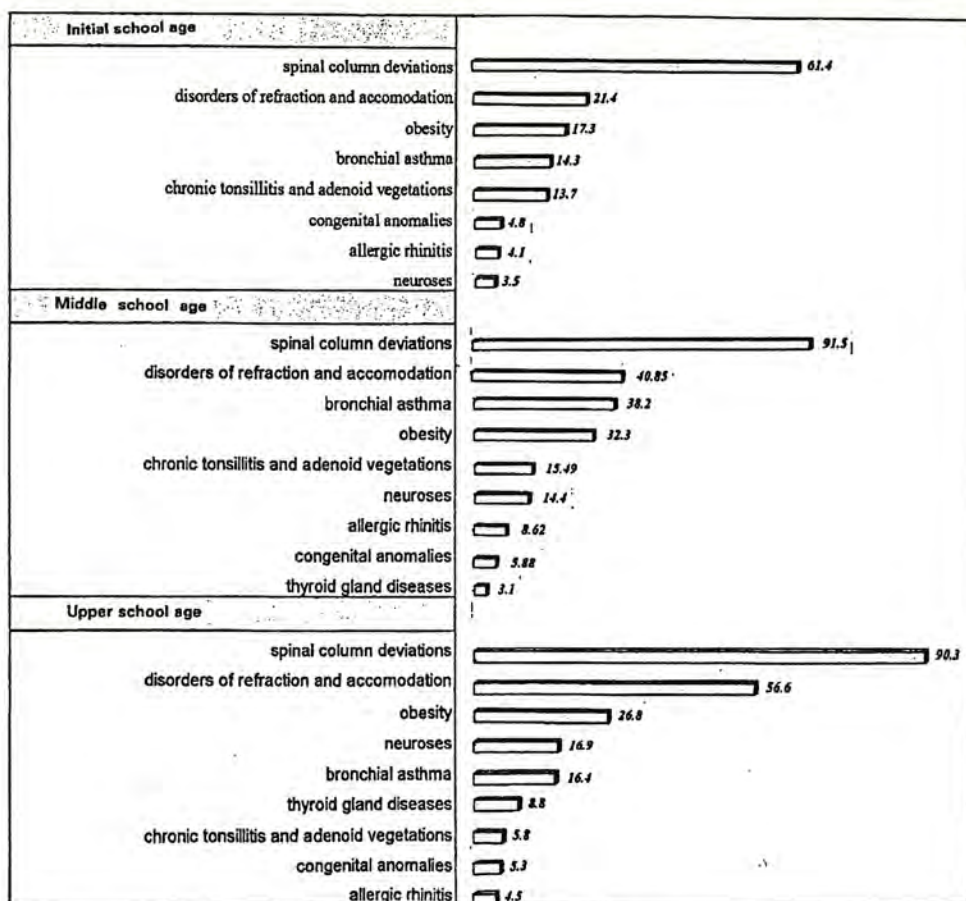 Initial school age
spinal column deviations 61.4
disorders of refraction and accomodation 21.4
obesity 17.3
bronchial asthma 14.3
chronic tonsillitis and adenoid vegetations 13.7
congenital anomalies 4.8
allergic rhinitis 4.1
neuroses 3.5
Middle school age
spinal column deviations 91.5
disorders of refraction and accomodation 40.85
bronchial asthma 38.2
obesity 32.3
chronic tonsillitis and adenoid vegetations 15.49
neuroses 14.4
allergic rhinitis 8.62
congenital anomalies 5.88
thyroid gland diseases 3.1
Upper school age
spinal column deviations 90.3
disorders of refraction and accomodation 56.6
obesity 26.8
neuroses 16.9
bronchial asthma 16.4
thyroid gland diseases 8.8
chronic tonsillitis and adenoid vegetations 5.8
congenital anomalies 5.3
allergic rhinitis 4.5